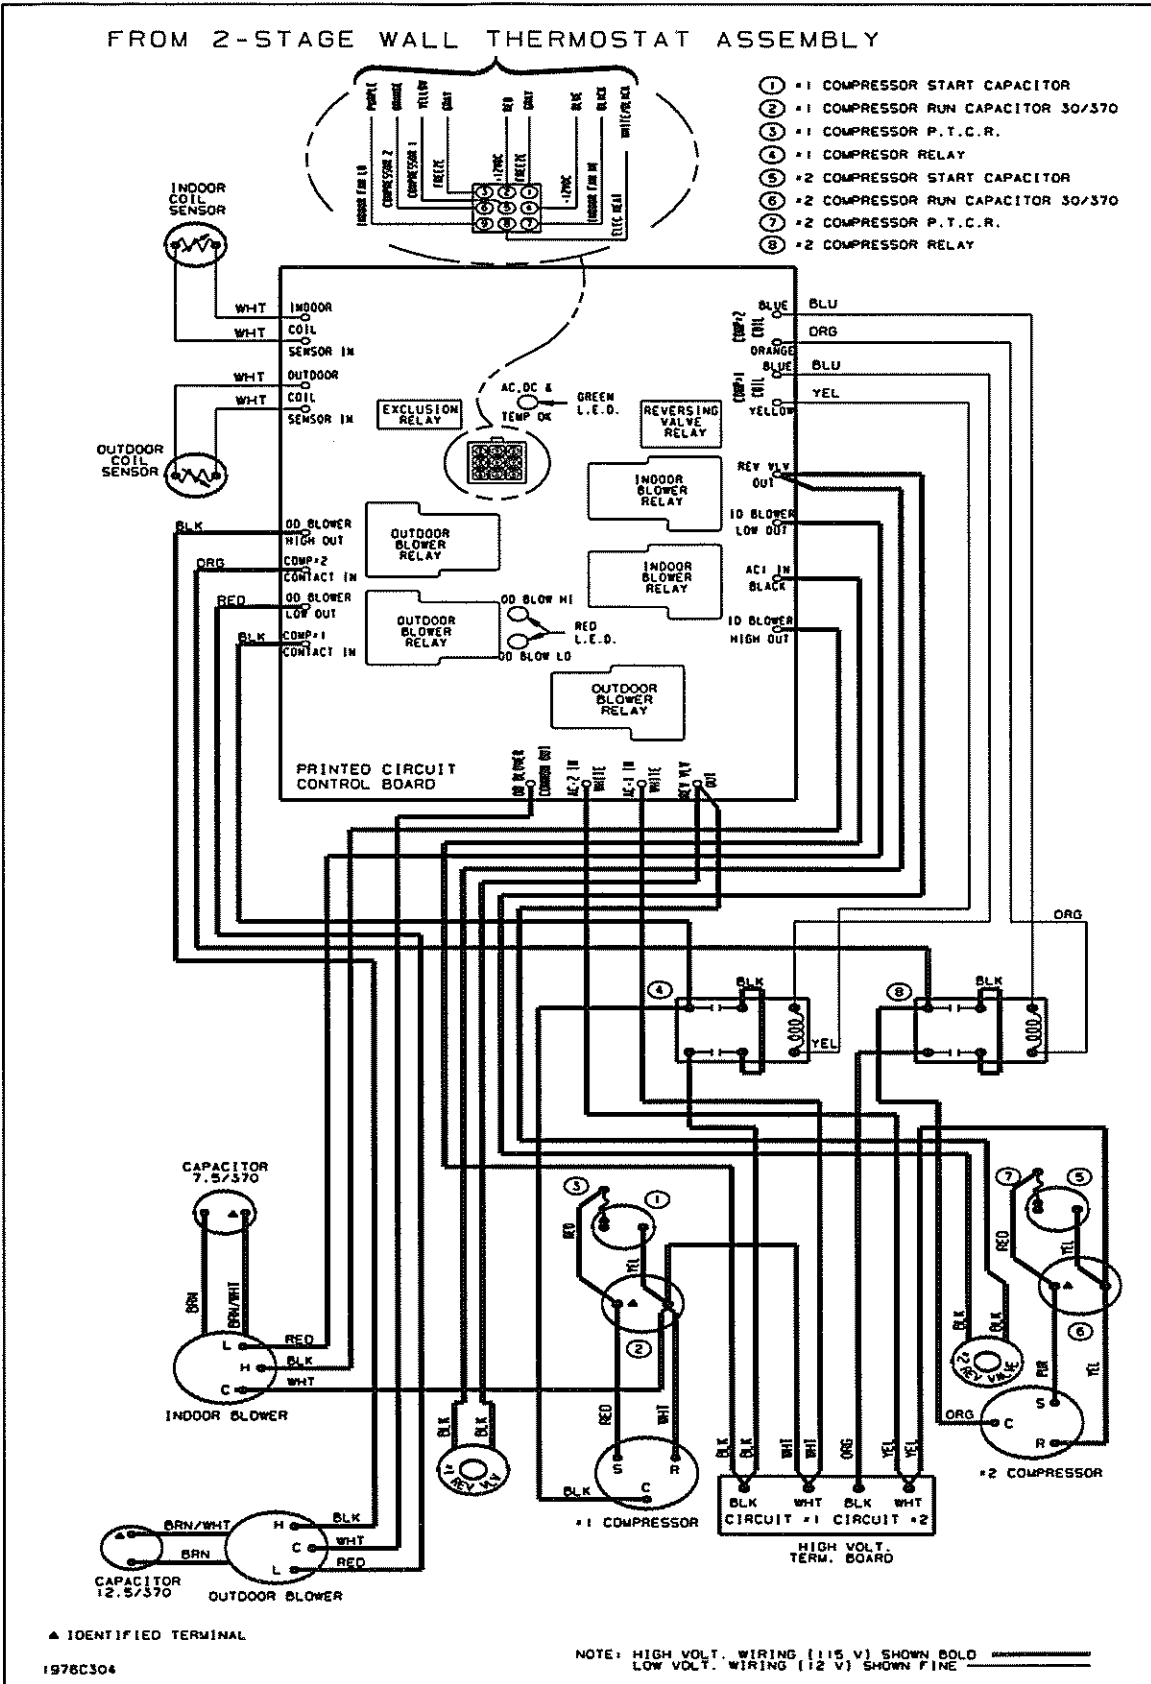 FROM 2-STAGE WALL THERMOSTAT ASSEMBLY
PURPLE
ORANGE
YELLOW
GRAY
RED
GRAY
BLUE
BLACK
WHITE/BLACK
INDOOR FAN LO
COMPRESSOR 2
COMPRESSOR 1
FREEZE
+12VDC
FREEZE
-12VDC
INDOOR FAN HI
ELEC HEAT
3 2 1
6 5 4
9 8 7
1 #1 COMPRESSOR START CAPACITOR
2 #1 COMPRESSOR RUN CAPACITOR 30/370
3 #1 COMPRESSOR P.T.C.R.
4 #1 COMPRESOR RELAY
5 #2 COMPRESSOR START CAPACITOR
6 #2 COMPRESSOR RUN CAPACITOR 30/370
7 #2 COMPRESSOR P.T.C.R.
8 #2 COMPRESSOR RELAY
INDOOR
COIL
SENSOR
WHT
INDOOR
WHT
COIL
SENSOR IN
WHT
OUTDOOR
WHT
COIL
SENSOR IN
OUTDOOR
COIL
SENSOR
BLUE
BLU
COMP#2
COIL
ORG
ORANGE
BLUE
BLU
COMP#1
COIL
YEL
YELLOW
AC,DC &
TEMP OK
GREEN
L.E.D.
EXCLUSION
RELAY
REVERSING
VALVE
RELAY
INDOOR
BLOWER
RELAY
REV VLV
OUT
ID BLOWER
LOW OUT
BLK
OD BLOWER
HIGH OUT
ORG
COMP#2
CONTACT IN
RED
OD BLOWER
LOW OUT
BLK
COMP#1
CONTACT IN
OUTDOOR
BLOWER
RELAY
INDOOR
BLOWER
RELAY
AC1 IN
BLACK
OUTDOOR
BLOWER
RELAY
OD BLOW HI
RED
L.E.D.
OD BLOW LO
ID BLOWER
HIGH OUT
OUTDOOR
BLOWER
RELAY
PRINTED CIRCUIT
CONTROL BOARD
OD BLOWER
COMMON OUT
AC-2 IN
WHITE
AC-1 IN
WHITE
REV VLV
OUT
ORG
4
BLK
YEL
8
BLK
CAPACITOR
7.5/370
BRN
BRN/WHT
L
RED
H
BLK
C
WHT
INDOOR BLOWER
3
1
RED
YEL
2
RED
WHT
S
R
C
BLK
#1 COMPRESSOR
BLK
BLK
#1
REV VLV
7
5
RED
YEL
6
BLK
BLK
#2
REV VALVE
PUR
YEL
ORG
S
C
R
#2 COMPRESSOR
BLK
BLK
WHT
WHT
ORG
YEL
YEL
BLK WHT BLK WHT
CIRCUIT #1 CIRCUIT #2
HIGH VOLT.
TERM. BOARD
BRN/WHT
BRN
CAPACITOR
12.5/370
H
BLK
C
WHT
L
RED
OUTDOOR BLOWER
▲ IDENTIFIED TERMINAL
1976C304
NOTE: HIGH VOLT. WIRING (115 V) SHOWN BOLD
LOW VOLT. WIRING (12 V) SHOWN FINE